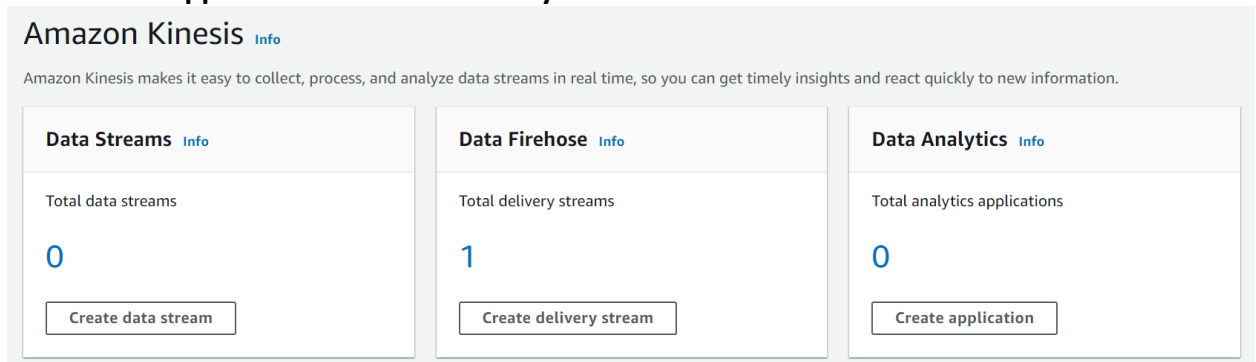 Amazon Kinesis Info
Amazon Kinesis makes it easy to collect, process, and analyze data streams in real time, so you can get timely insights and react quickly to new information.
Data Streams Info
Total data streams
0
Create data stream
Data Firehose Info
Total delivery streams
1
Create delivery stream
Data Analytics Info
Total analytics applications
0
Create application